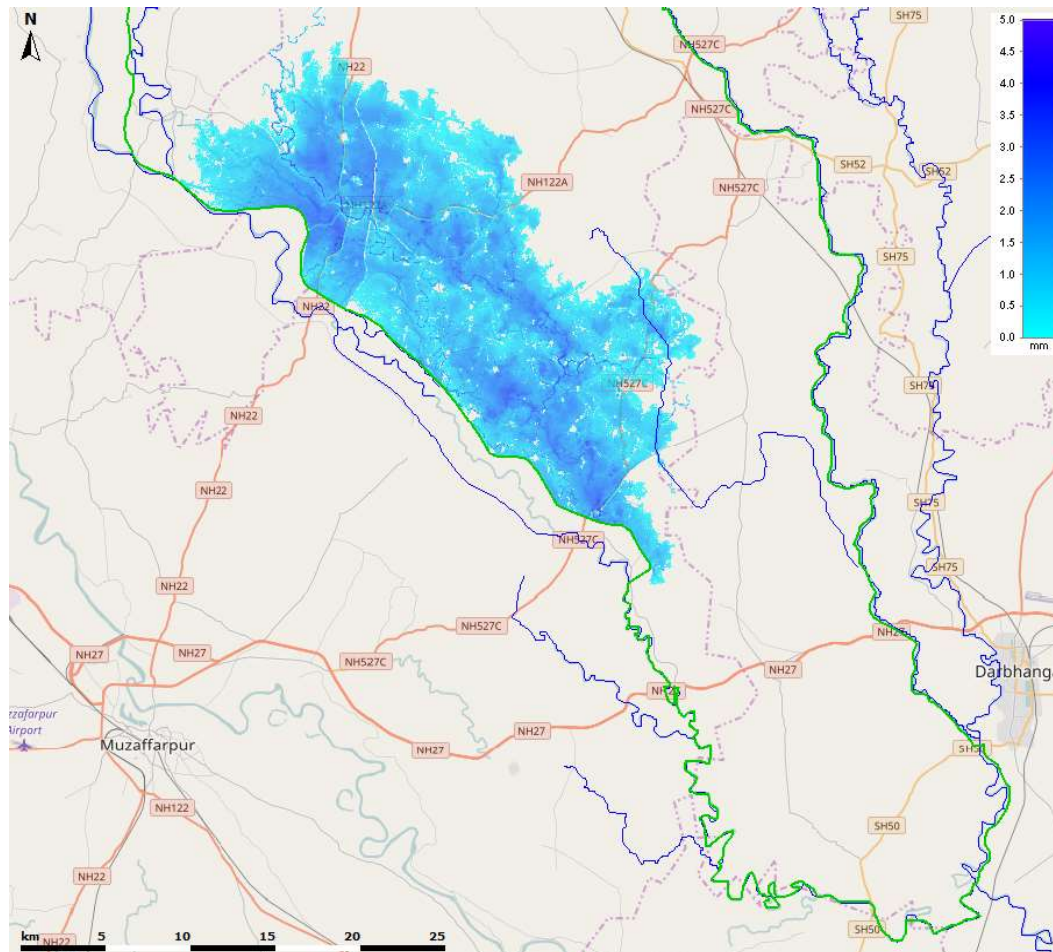 N
SH75
5.0
NH527C
4.5
NH22
4.0
NH527C
3.5
3.0
SH52
SH52
NH122A
NH527C
2.5
2.0
1.5
SH75
1.0
NH22
0.5
0.0
mm
NH527C
SH75
NH22
NH22
SH75
NH527C
SH75
NH22
NH527C
NH27
NH27
NH27
NH527C
NH27
Darbhanga
zzafarpur
Airport
Muzaffarpur
NH27
NH27
NH122
SH50
NH22
SH50
NH22
km
5
10
15
20
25